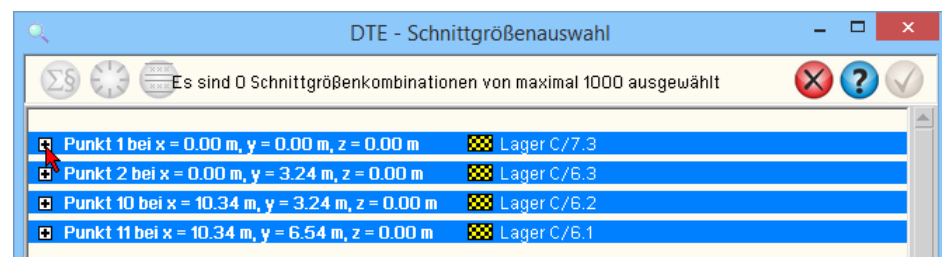 DTE - Schnittgrößenauswahl
Es sind 0 Schnittgrößenkombinationen von maximal 1000 ausgewählt
Punkt 1 bei x = 0.00 m, y = 0.00 m, z = 0.00 m Lager C/7.3
Punkt 2 bei x = 0.00 m, y = 3.24 m, z = 0.00 m Lager C/6.3
Punkt 10 bei x = 10.34 m, y = 3.24 m, z = 0.00 m Lager C/6.2
Punkt 11 bei x = 10.34 m, y = 6.54 m, z = 0.00 m Lager C/6.1